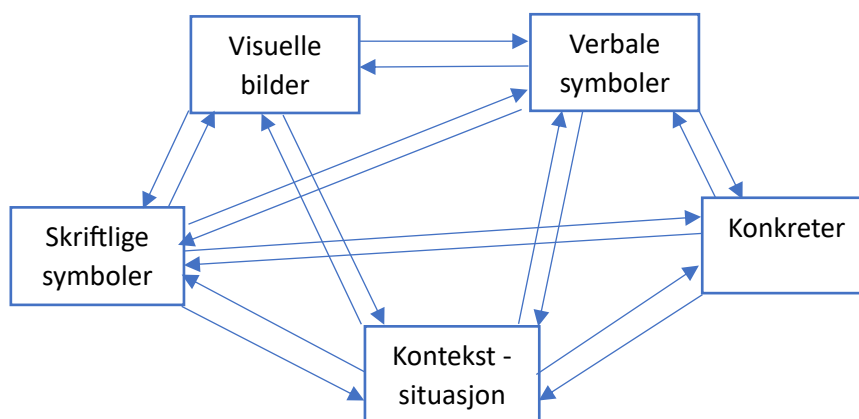 Visuelle
bilder
Verbale
symboler
Skriftlige
symboler
Konkreter
Kontekst -
situasjon